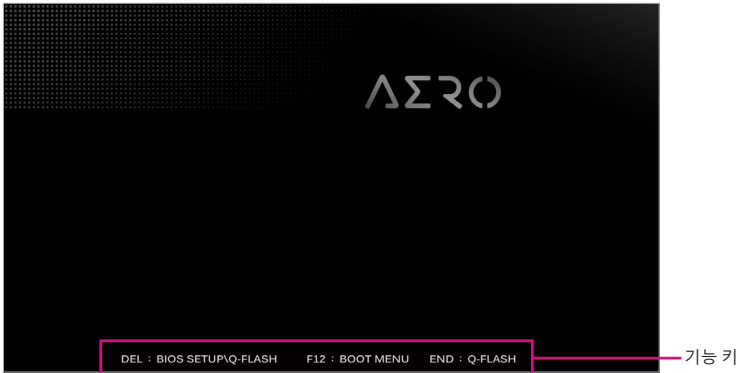 AERO
DEL : BIOS SETUP\Q-FLASH F12 : BOOT MENU END : Q-FLASH
기능 키